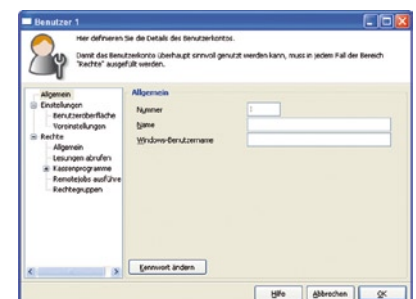 Benutzer 1
Hier definieren Sie die Details des Benutzerkontos.
Damit das Benutzerkonto überhaupt sinnvoll genutzt werden kann, muss in jedem Fall der Bereich
"Rechte" ausgefüllt werden.
Allgemein
Einstellungen
Benutzeroberfläche
Voreinstellungen
Rechte
Allgemein
Lesungen abrufen
Kassenprogramme
Remotejobs ausführe
Rechtegruppen
Allgemein
Nummer
Name
Windows-Benutzername
Kennwort ändern
Hilfe
Abbrechen
OK